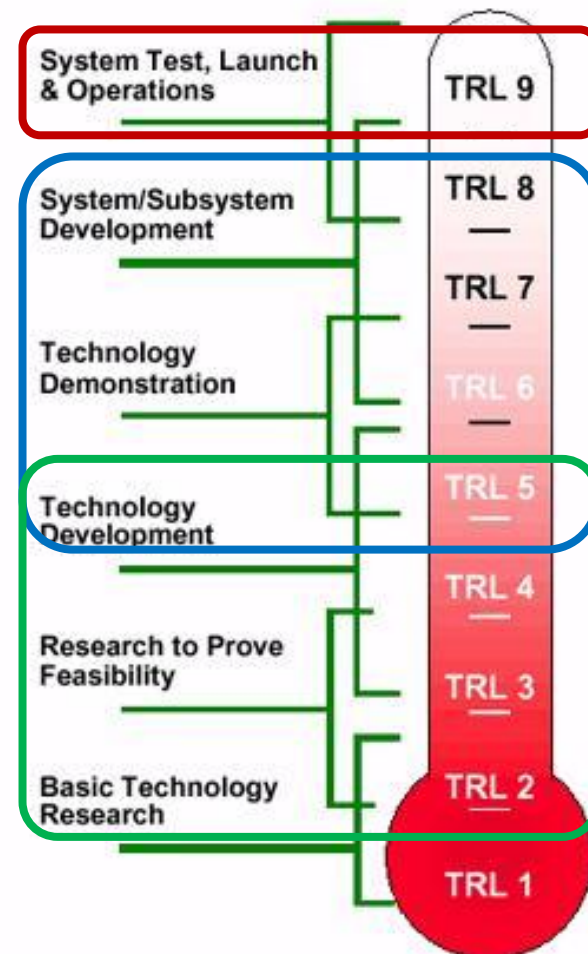 System Test, Launch
& Operations
TRL 9
System/Subsystem
Development
TRL 8
TRL 7
Technology
Demonstration
TRL 6
Technology
Development
TRL 5
TRL 4
Research to Prove
Feasibility
TRL 3
Basic Technology
Research
TRL 2
TRL 1